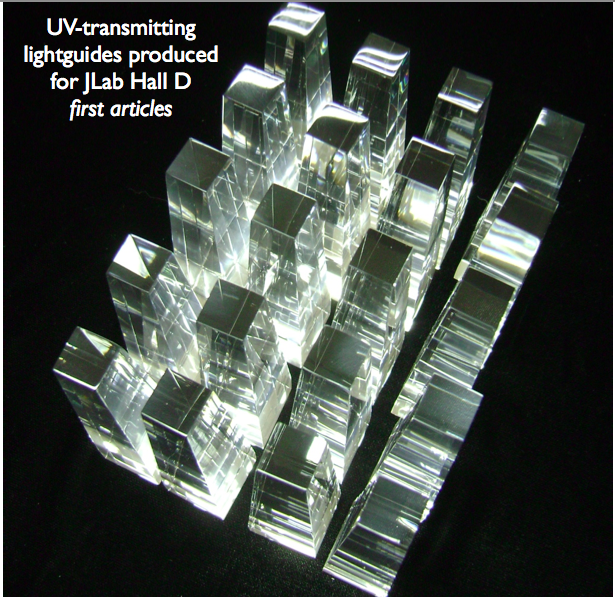 UV-transmitting
lightguides produced
for JLab Hall D
first articles